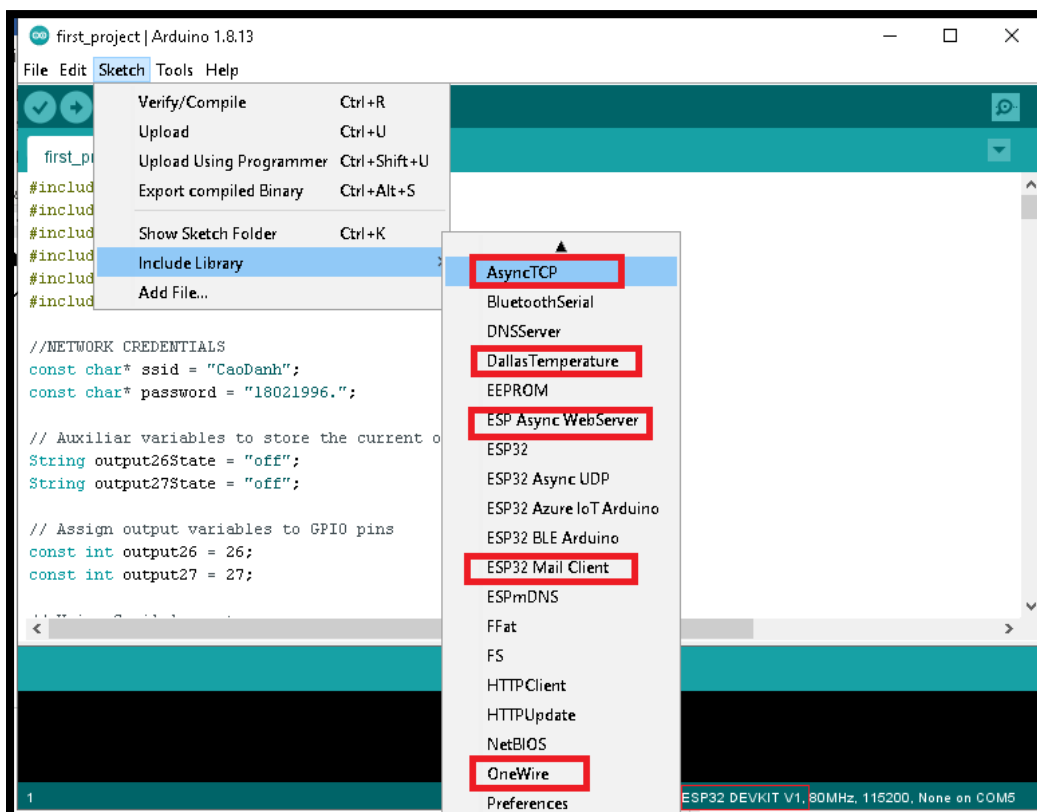 first_project | Arduino 1.8.13
File Edit Sketch Tools Help
Verify/Compile Ctrl+R
Upload Ctrl+U
Upload Using Programmer Ctrl+Shift+U
Export compiled Binary Ctrl+Alt+S
Show Sketch Folder Ctrl+K
Include Library
Add File...
first_pr
#includ
#includ
#includ
#includ
#includ
#includ
//NETWORK CREDENTIALS
const char* ssid = "CaoDanh";
const char* password = "18021996.";
// Auxiliar variables to store the current o
String output26State = "off";
String output27State = "off";
// Assign output variables to GPIO pins
const int output26 = 26;
const int output27 = 27;
AsyncTCP
BluetoothSerial
DNSServer
DallasTemperature
EEPROM
ESP Async WebServer
ESP32
ESP32 Async UDP
ESP32 Azure IoT Arduino
ESP32 BLE Arduino
ESP32 Mail Client
ESPmDNS
FFat
FS
HTTPClient
HTTPUpdate
NetBIOS
OneWire
Preferences
1
ESP32 DEVKIT V1, 80MHz, 115200, None on COM5